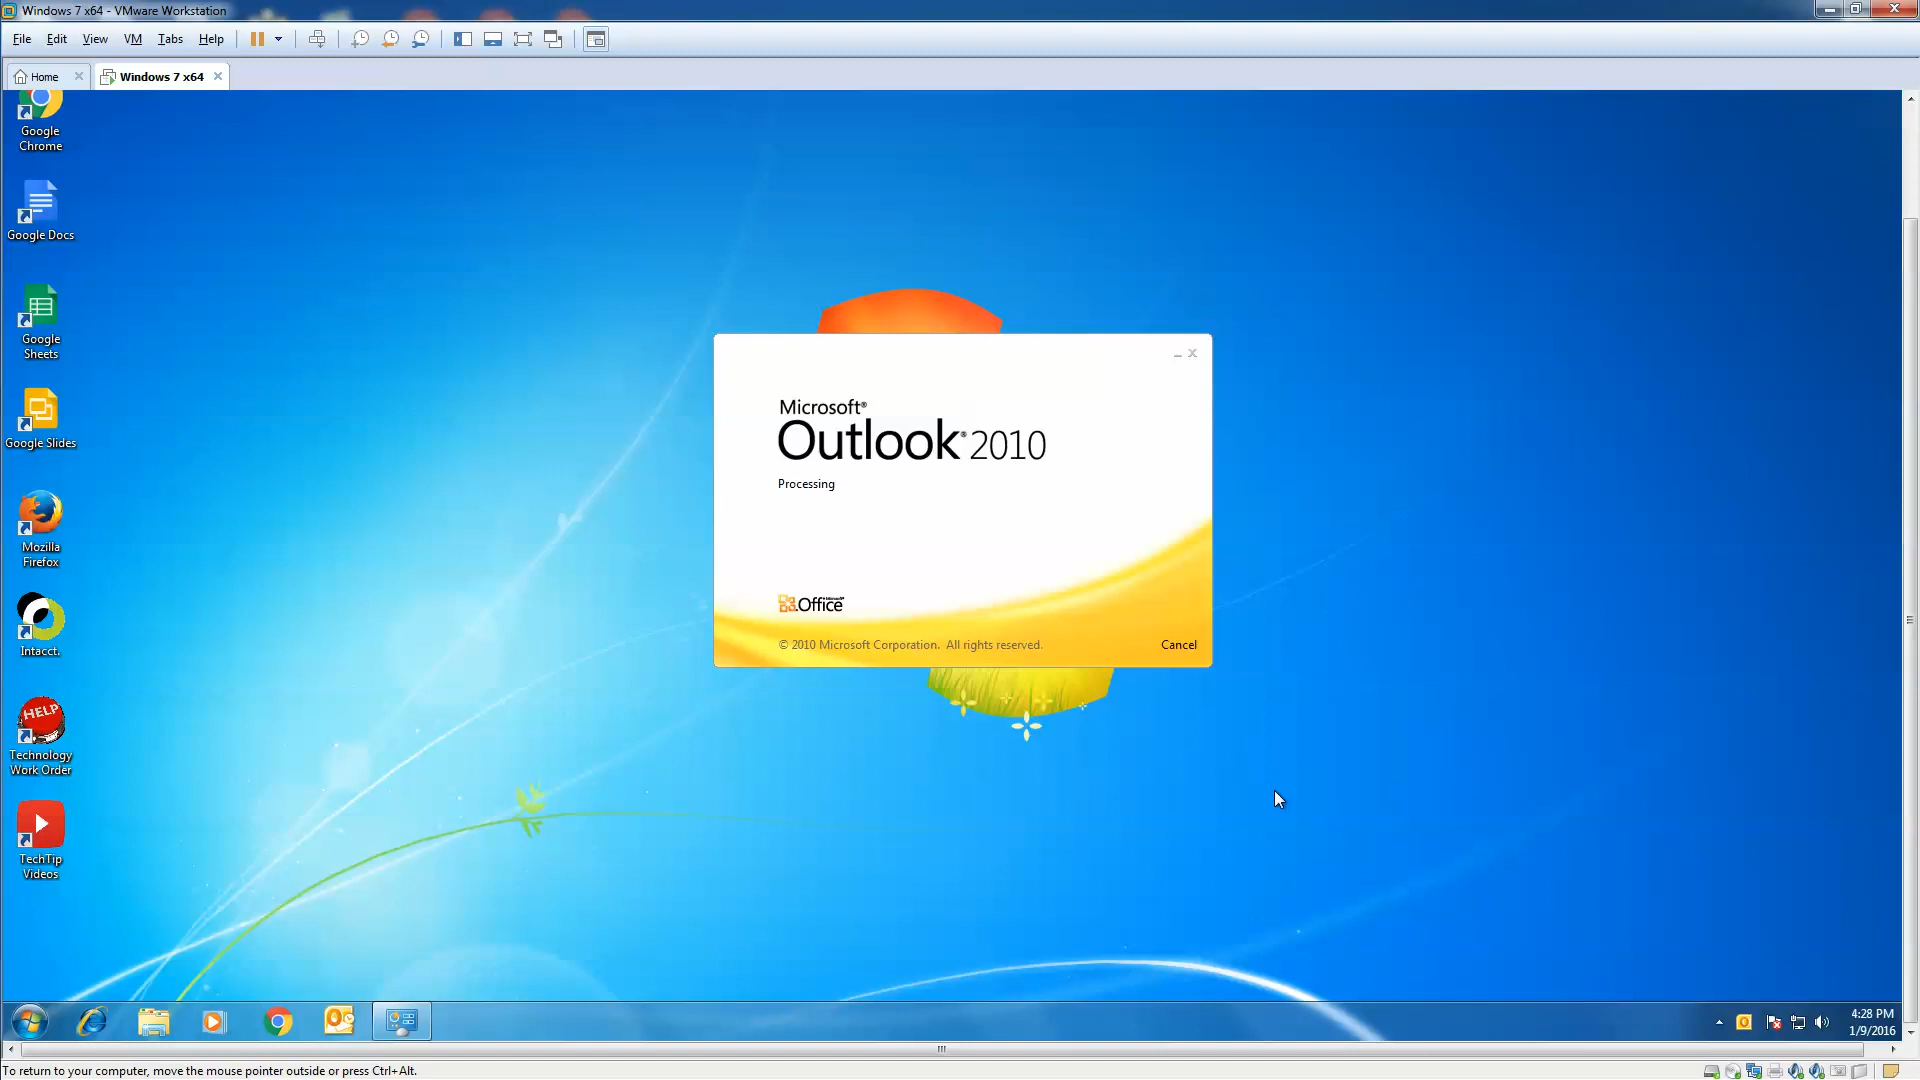 Windows 7 x64 - VMware Workstation
File Edit View VM Tabs Help
Home
Windows 7 x64
Google
Chrome
Google Docs
Google
Sheets
Google Slides
Mozilla
Firefox
Intacct.
HELP
Technology
Work Order
TechTip
Videos
Microsoft®
Outlook® 2010
Processing
Microsoft®
Office
© 2010 Microsoft Corporation. All rights reserved.
Cancel
4:28 PM
1/9/2016
To return to your computer, move the mouse pointer outside or press Ctrl+Alt.